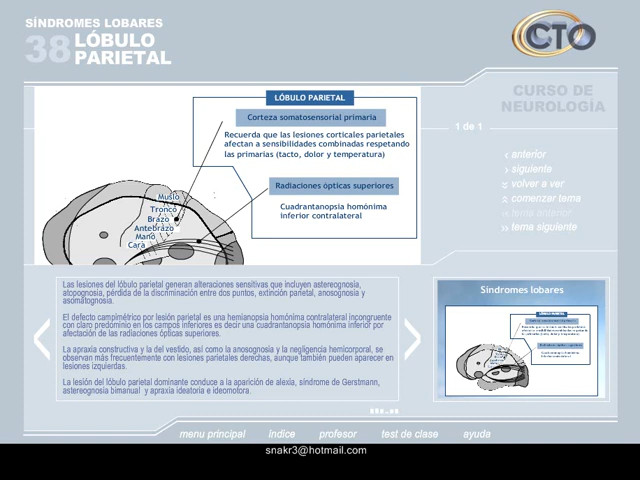 SÍNDROMES LOBARES
38 LÓBULO
PARIETAL
CTO
CURSO DE
NEUROLOGÍA
1 de 1
anterior
siguiente
volver a ver
comenzar tema
tema anterior
tema siguiente
LÓBULO PARIETAL
Corteza somatosensorial primaria
Recuerda que las lesiones corticales parietales
afectan a sensibilidades combinadas respetando
las primarias (tacto, dolor y temperatura)
Radiaciones ópticas superiores
Cuadrantanopsia homónima
inferior contralateral
Muslo
Tronco
Brazo
Antebrazo
Mano
Cara
Las lesiones del lóbulo parietal generan alteraciones sensitivas que incluyen astereognosia,
atopognosia, pérdida de la discriminación entre dos puntos, extinción parietal, anosognosia y
asomatognosia.
El defecto campimétrico por lesión parietal es una hemianopsia homónima contralateral incongruente
con claro predominio en los campos inferiores es decir una cuadrantanopsia homónima inferior por
afectación de las radiaciones ópticas superiores.
La apraxia constructiva y la del vestido, así como la anosognosia y la negligencia hemicorporal, se
observan más frecuentemente con lesiones parietales derechas, aunque también pueden aparecer en
lesiones izquierdas.
La lesión del lóbulo parietal dominante conduce a la aparición de alexia, síndrome de Gerstmann,
astereognosia bimanual y apraxia ideatoria e ideomotora.
Síndromes lobares
menu principal índice profesor test de clase ayuda
snakr3@hotmail.com